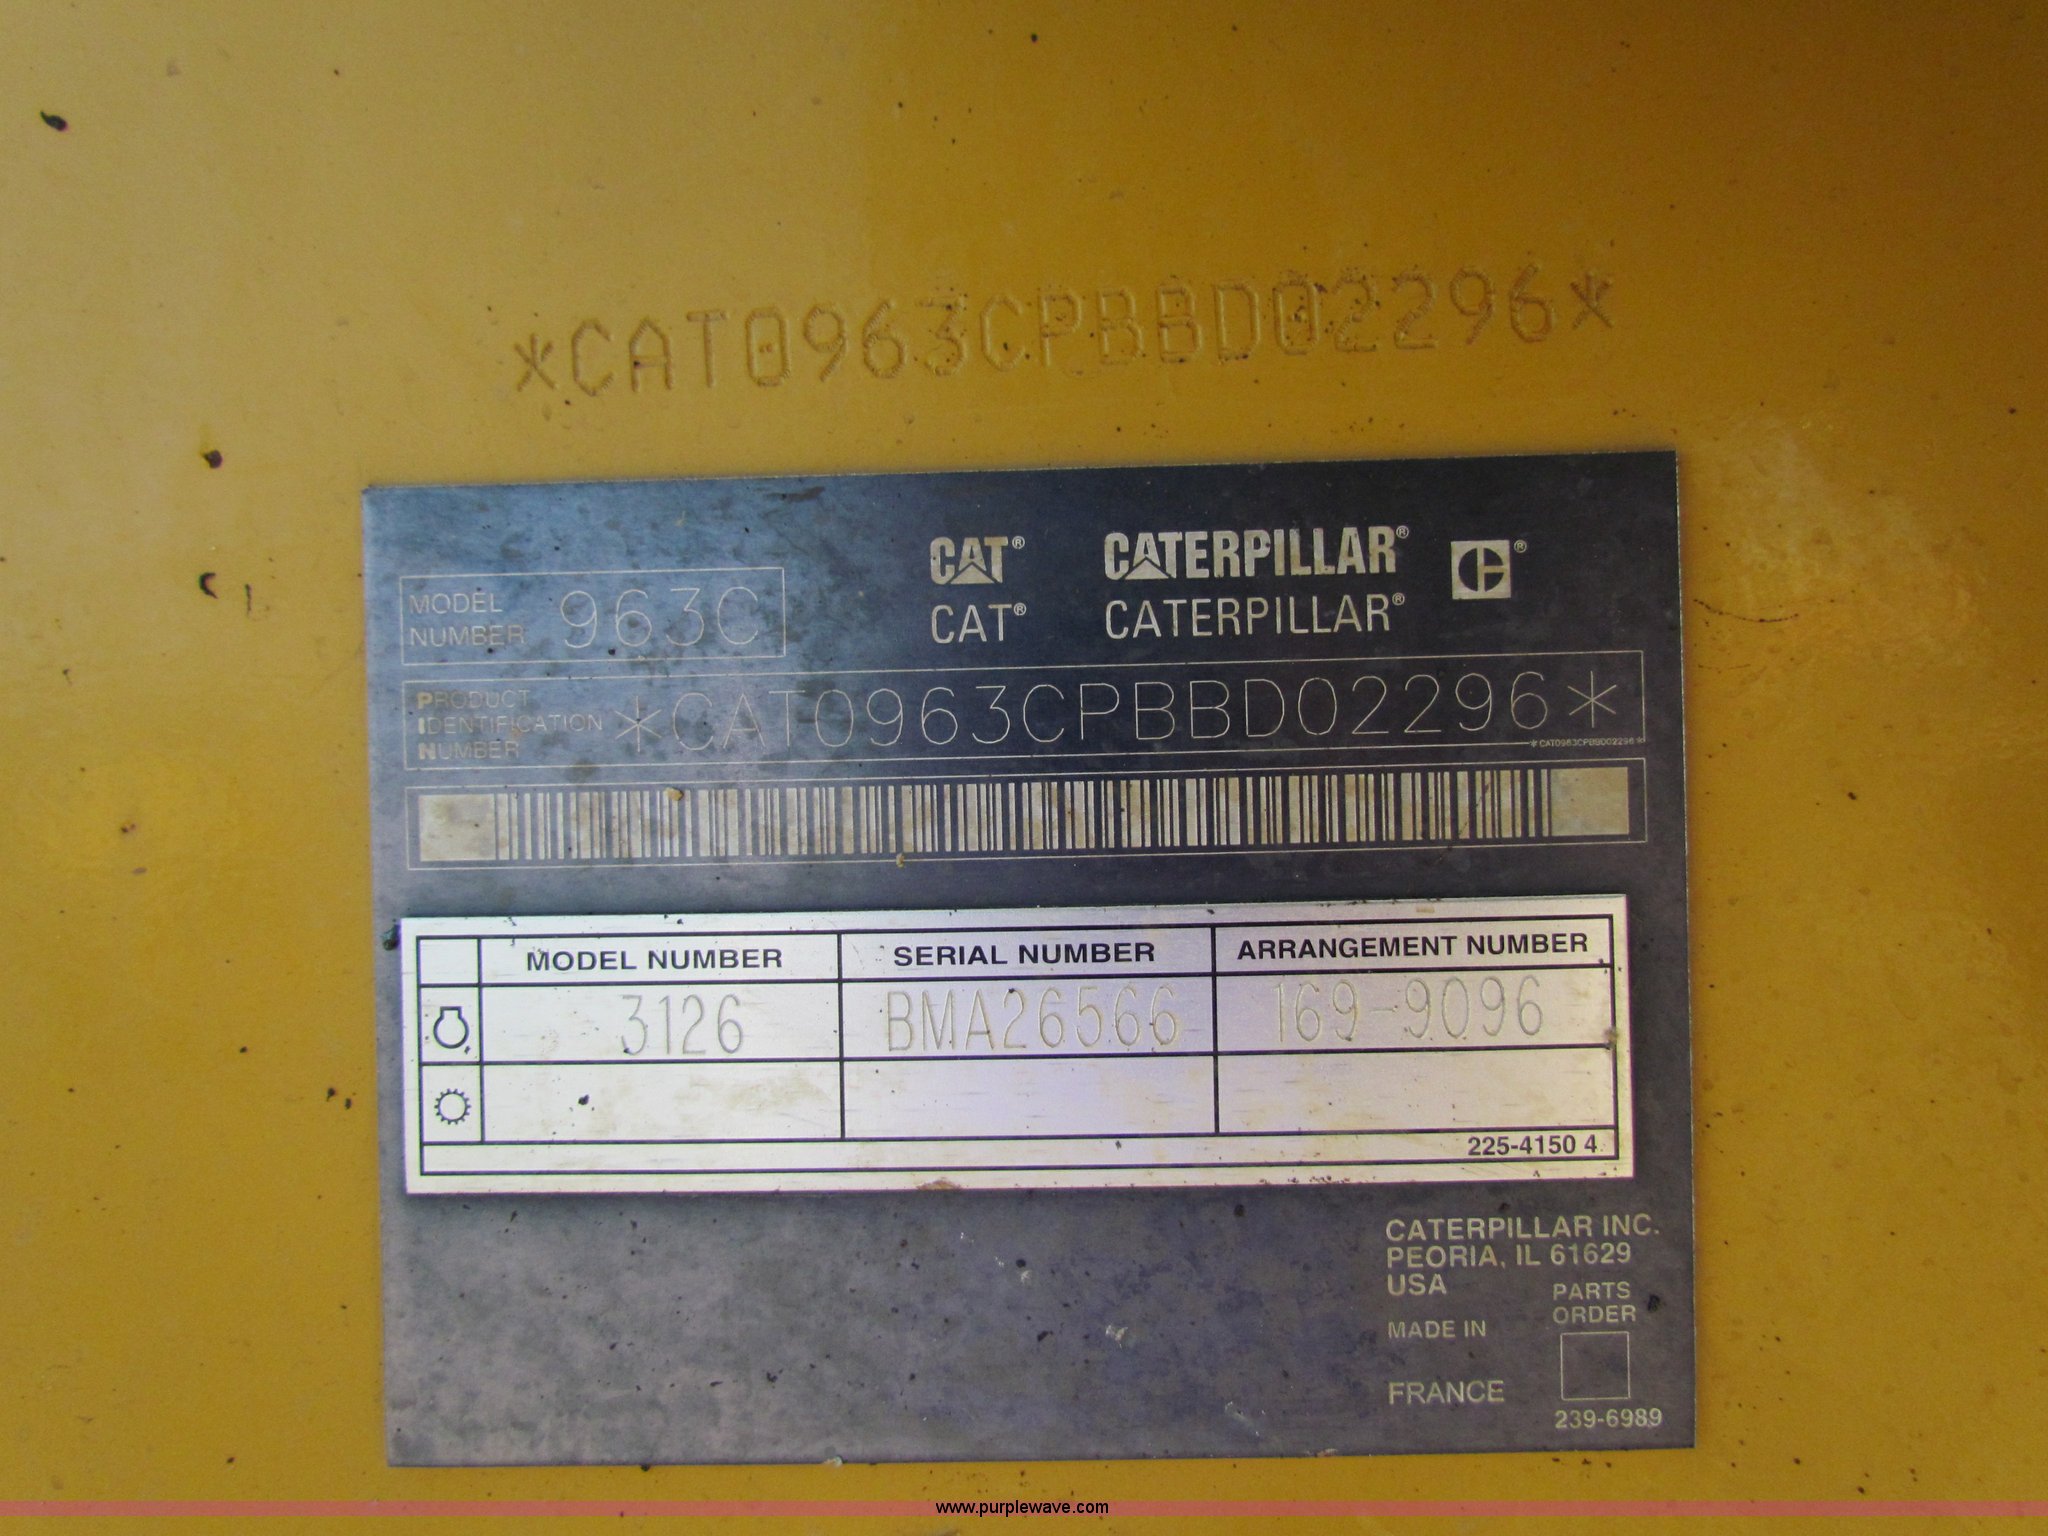 *CAT0963CPBBD02296*
CAT® CATERPILLAR®
CAT® CATERPILLAR®
MODEL
NUMBER 963C
PRODUCT
IDENTIFICATION
NUMBER
*CAT0963CPBBD02296*
*CAT0963CPBBD02296*
MODEL NUMBER SERIAL NUMBER ARRANGEMENT NUMBER
3126 BMA26566 169-9096
225-4150 4
CATERPILLAR INC.
PEORIA, IL 61629
USA
MADE IN
FRANCE
PARTS
ORDER
239-6989
www.purplewave.com